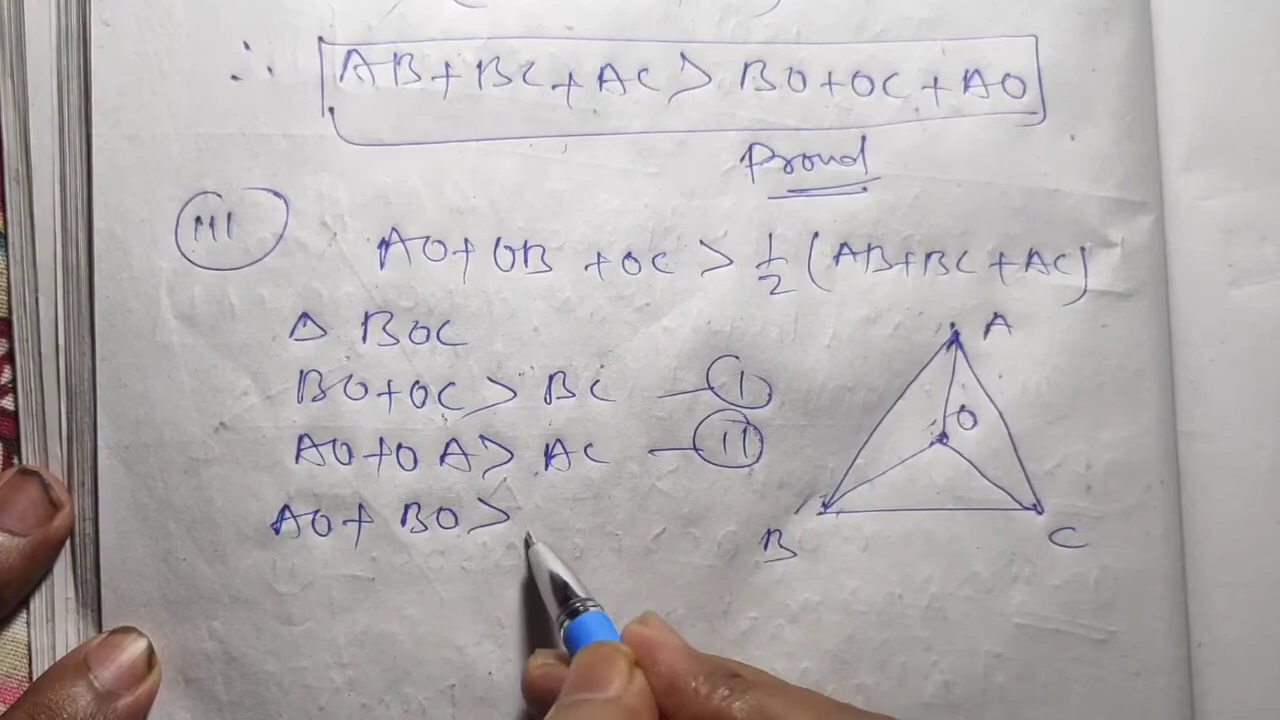 ∴ AB+BC+AC> BO+OC+AO
Proud
III
AO+OB+OC > 1/2 (AB+BC+AC)
△ BOC
BO+OC> BC — I
AO+OA> AC — II
AO+ BO>
A
O
B
C